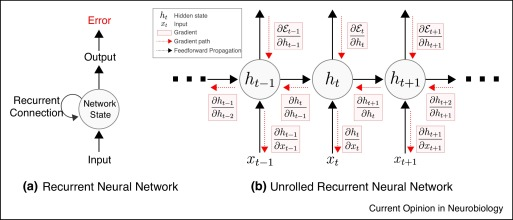 Error
Output
Recurrent
Connection
Network
State
Input
(a) Recurrent Neural Network
h_t Hidden state
x_t Input
Gradient
Gradient path
Feedforward Propagation
∂ℰ_{t−1}/∂h_{t−1} ∂ℰ_t/∂h_t ∂ℰ_{t+1}/∂h_{t+1}
h_{t−1} h_t h_{t+1}
∂h_{t−1}/∂h_{t−2} ∂h_t/∂h_{t−1} ∂h_{t+1}/∂h_t ∂h_{t+2}/∂h_{t+1}
∂h_{t−1}/∂x_{t−1} ∂h_t/∂x_t ∂h_{t+1}/∂x_{t+1}
x_{t−1} x_t x_{t+1}
(b) Unrolled Recurrent Neural Network
Current Opinion in Neurobiology